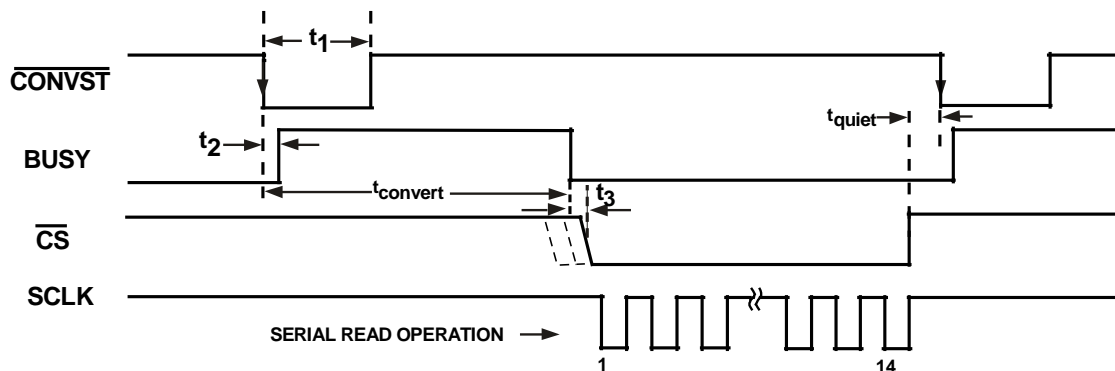 t1
CONVST
tquiet
t2
BUSY
tconvert
t3
CS
SCLK
SERIAL READ OPERATION
1
14